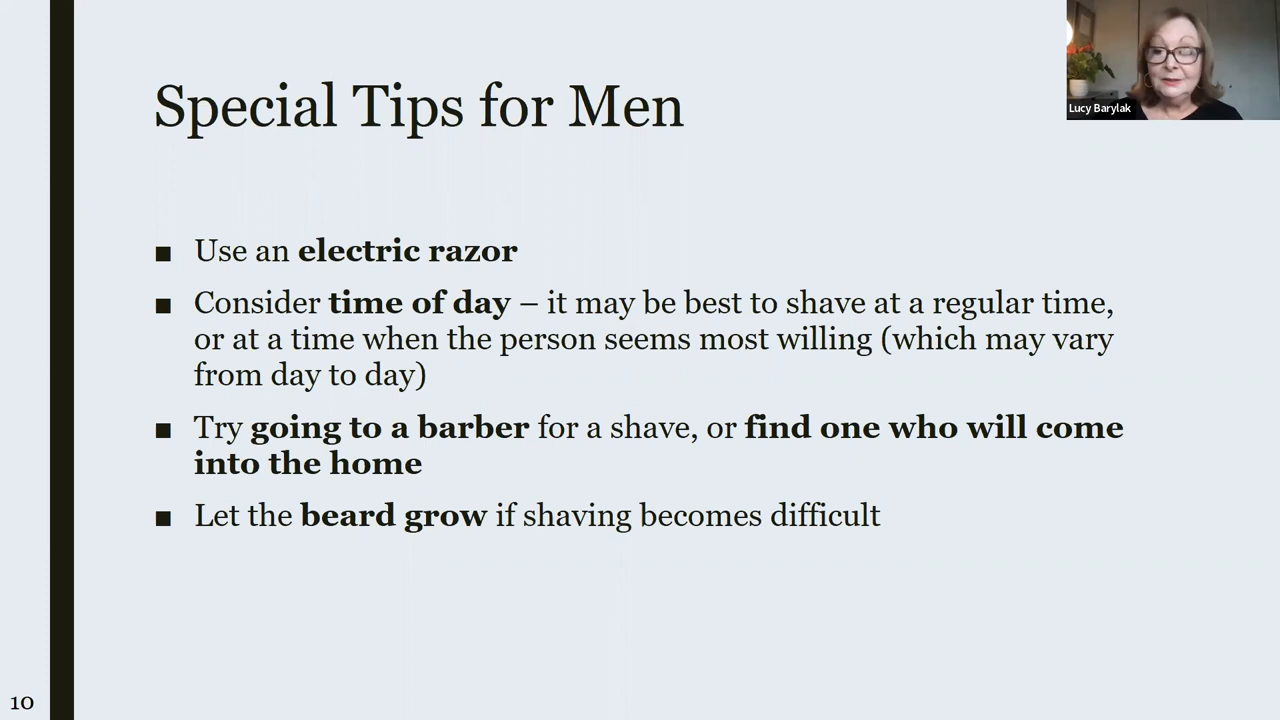 Special Tips for Men
Lucy Barylak
■ Use an electric razor
■ Consider time of day – it may be best to shave at a regular time,
or at a time when the person seems most willing (which may vary
from day to day)
■ Try going to a barber for a shave, or find one who will come
into the home
■ Let the beard grow if shaving becomes difficult
10